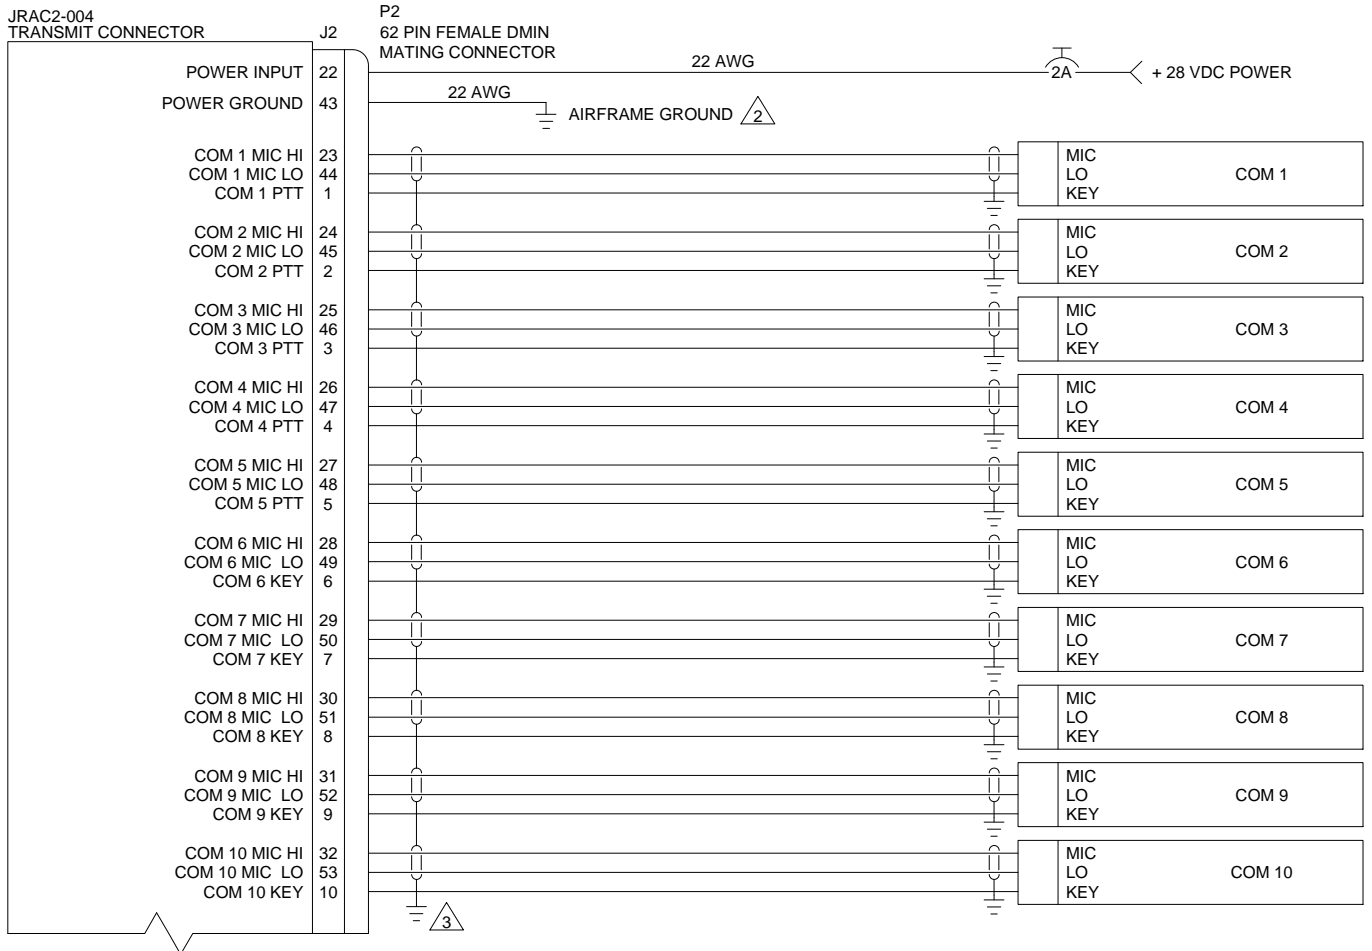 JRAC2-004
TRANSMIT CONNECTOR
J2
P2
62 PIN FEMALE DMIN
MATING CONNECTOR
POWER INPUT 22 22 AWG 2A + 28 VDC POWER
POWER GROUND 43 22 AWG AIRFRAME GROUND 2
COM 1 MIC HI 23 MIC
COM 1 MIC LO 44 LO COM 1
COM 1 PTT 1 KEY
COM 2 MIC HI 24 MIC
COM 2 MIC LO 45 LO COM 2
COM 2 PTT 2 KEY
COM 3 MIC HI 25 MIC
COM 3 MIC LO 46 LO COM 3
COM 3 PTT 3 KEY
COM 4 MIC HI 26 MIC
COM 4 MIC LO 47 LO COM 4
COM 4 PTT 4 KEY
COM 5 MIC HI 27 MIC
COM 5 MIC LO 48 LO COM 5
COM 5 PTT 5 KEY
COM 6 MIC HI 28 MIC
COM 6 MIC LO 49 LO COM 6
COM 6 KEY 6 KEY
COM 7 MIC HI 29 MIC
COM 7 MIC LO 50 LO COM 7
COM 7 KEY 7 KEY
COM 8 MIC HI 30 MIC
COM 8 MIC LO 51 LO COM 8
COM 8 KEY 8 KEY
COM 9 MIC HI 31 MIC
COM 9 MIC LO 52 LO COM 9
COM 9 KEY 9 KEY
COM 10 MIC HI 32 MIC
COM 10 MIC LO 53 LO COM 10
COM 10 KEY 10 KEY
3